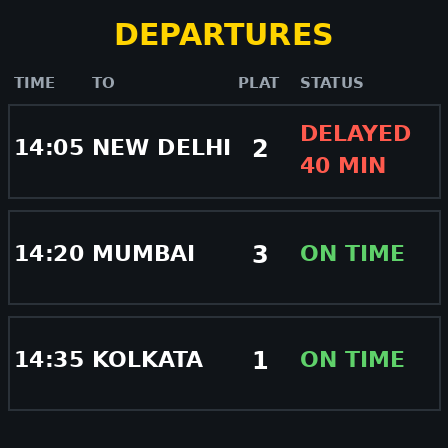 DEPARTURES
TIME TO PLAT STATUS
14:05 NEW DELHI 2 DELAYED
40 MIN
14:20 MUMBAI 3 ON TIME
14:35 KOLKATA 1 ON TIME